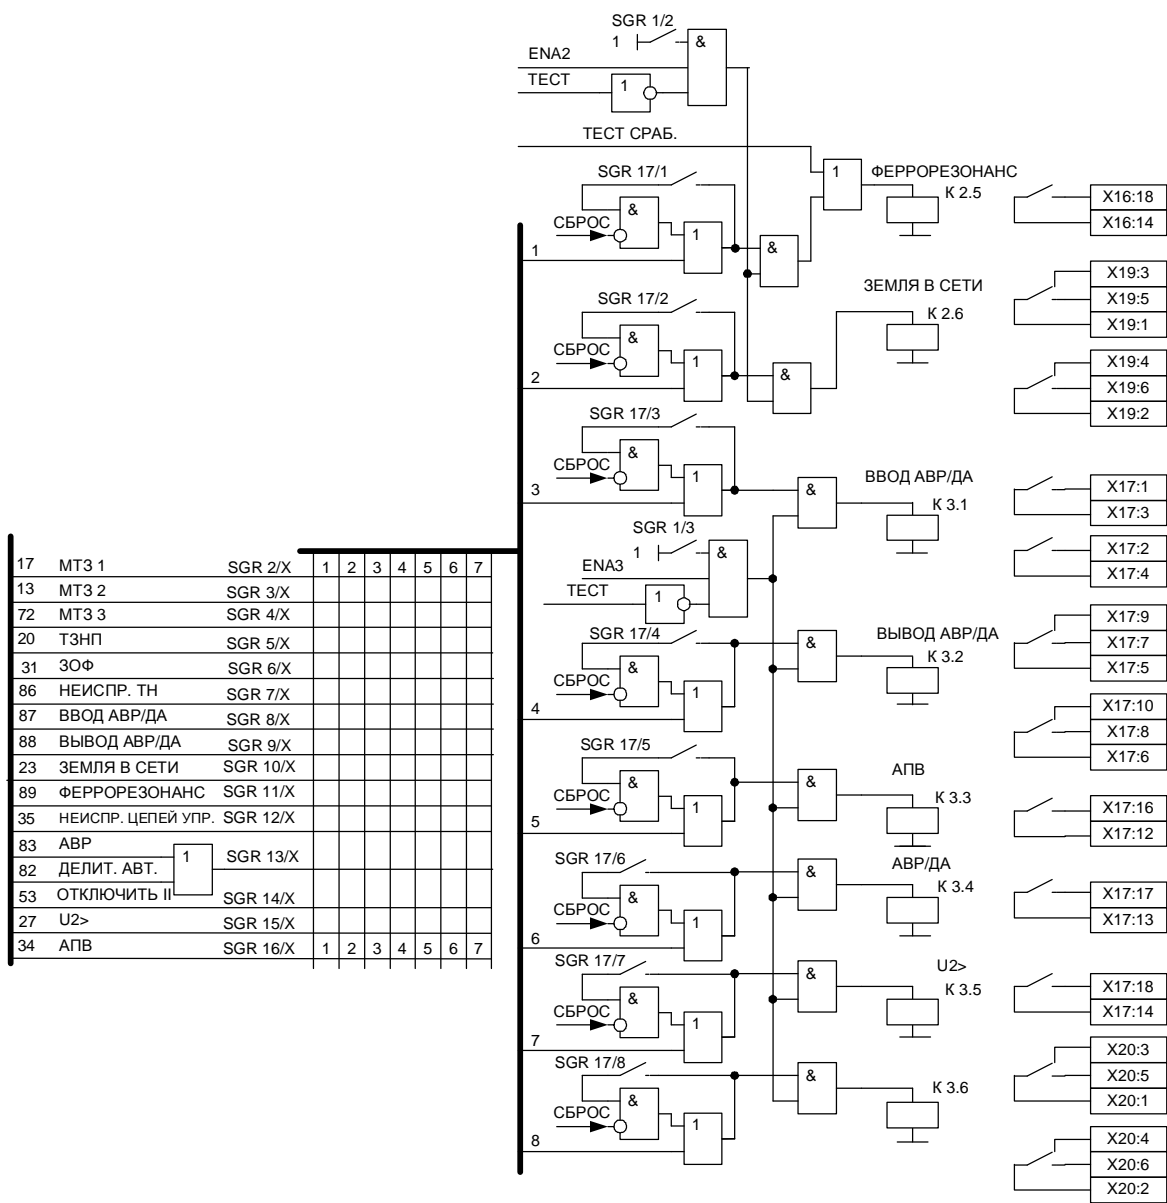 SGR 1/2
1
&
ENA2
ТЕСТ
1
ТЕСТ СРАБ.
1
ФЕРРОРЕЗОНАНС
К 2.5
SGR 17/1
&
СБРОС
1
1
&
X16:18
X16:14
ЗЕМЛЯ В СЕТИ
К 2.6
SGR 17/2
&
СБРОС
1
2
&
X19:3
X19:5
X19:1
X19:4
X19:6
X19:2
SGR 17/3
&
СБРОС
1
3
&
ВВОД АВР/ДА
К 3.1
X17:1
X17:3
X17:2
X17:4
SGR 1/3
1
&
ENA3
ТЕСТ
1
SGR 17/4
&
СБРОС
1
4
&
ВЫВОД АВР/ДА
К 3.2
X17:9
X17:7
X17:5
X17:10
X17:8
X17:6
SGR 17/5
&
СБРОС
1
5
&
АПВ
К 3.3
X17:16
X17:12
SGR 17/6
&
СБРОС
1
6
&
АВР/ДА
К 3.4
X17:17
X17:13
SGR 17/7
&
СБРОС
1
7
&
U2>
К 3.5
X17:18
X17:14
SGR 17/8
&
СБРОС
1
8
&
К 3.6
X20:3
X20:5
X20:1
X20:4
X20:6
X20:2
17 МТЗ 1 SGR 2/X 1 2 3 4 5 6 7
13 МТЗ 2 SGR 3/X
72 МТЗ 3 SGR 4/X
20 ТЗНП SGR 5/X
31 ЗОФ SGR 6/X
86 НЕИСПР. ТН SGR 7/X
87 ВВОД АВР/ДА SGR 8/X
88 ВЫВОД АВР/ДА SGR 9/X
23 ЗЕМЛЯ В СЕТИ SGR 10/X
89 ФЕРРОРЕЗОНАНС SGR 11/X
35 НЕИСПР. ЦЕПЕЙ УПР. SGR 12/X
83 АВР
1 SGR 13/X
82 ДЕЛИТ. АВТ.
53 ОТКЛЮЧИТЬ II SGR 14/X
27 U2> SGR 15/X
34 АПВ SGR 16/X 1 2 3 4 5 6 7